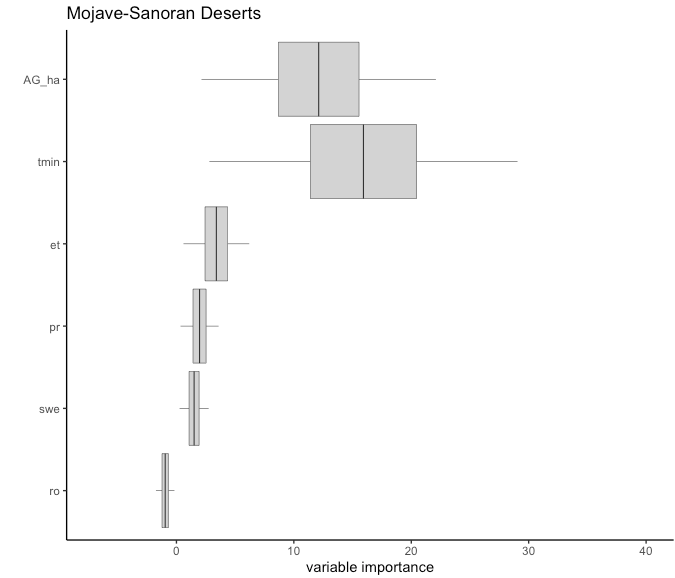 Mojave-Sanoran Deserts
AG_ha
tmin
et
pr
swe
ro
0 10 20 30 40
variable importance